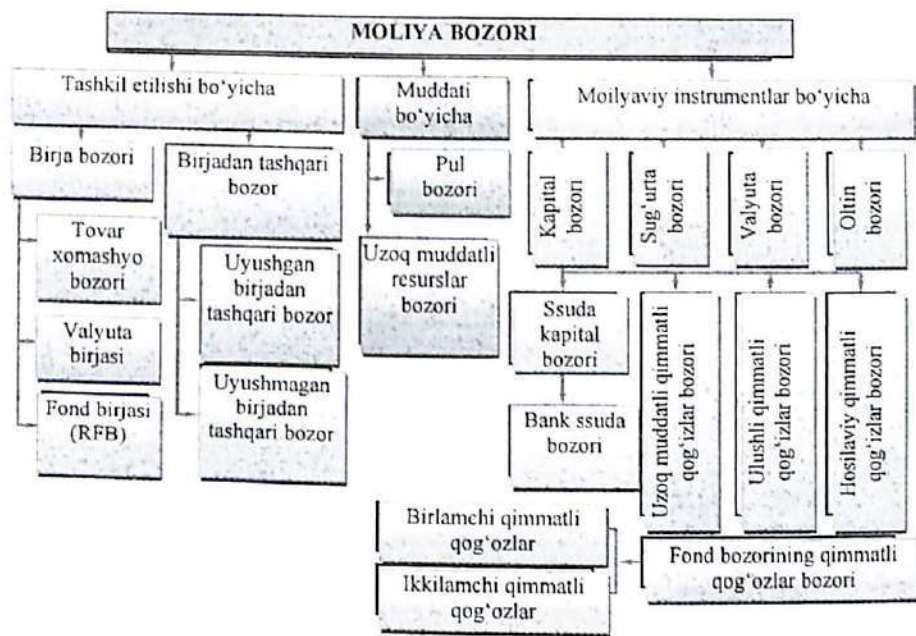 MOLIYA BOZORI
Tashkil etilishi bo‘yicha
Muddati
bo‘yicha
Moilyaviy instrumentlar bo‘yicha
Birja bozori
Birjadan tashqari
bozor
Pul
bozori
Kapital
bozori
Sug‘urta
bozori
Valyuta
bozori
Oltin
bozori
Tovar
xomashyo
bozori
Uyushgan
birjadan
tashqari bozor
Uzoq muddatli
resurslar
bozori
Valyuta
birjasi
Uyushmagan
birjadan
tashqari bozor
Fond birjasi
(RFB)
Ssuda
kapital
bozori
Bank ssuda
bozori
Uzoq muddatli qimmatli
qog‘izlar bozori
Ulushli qimmatli
qog‘izlar bozori
Hosilaviy qimmatli
qog‘izlar bozori
Birlamchi qimmatli
qog‘ozlar
Ikkilamchi qimmatli
qog‘ozlar
Fond bozorining qimmatli
qog‘ozlar bozori